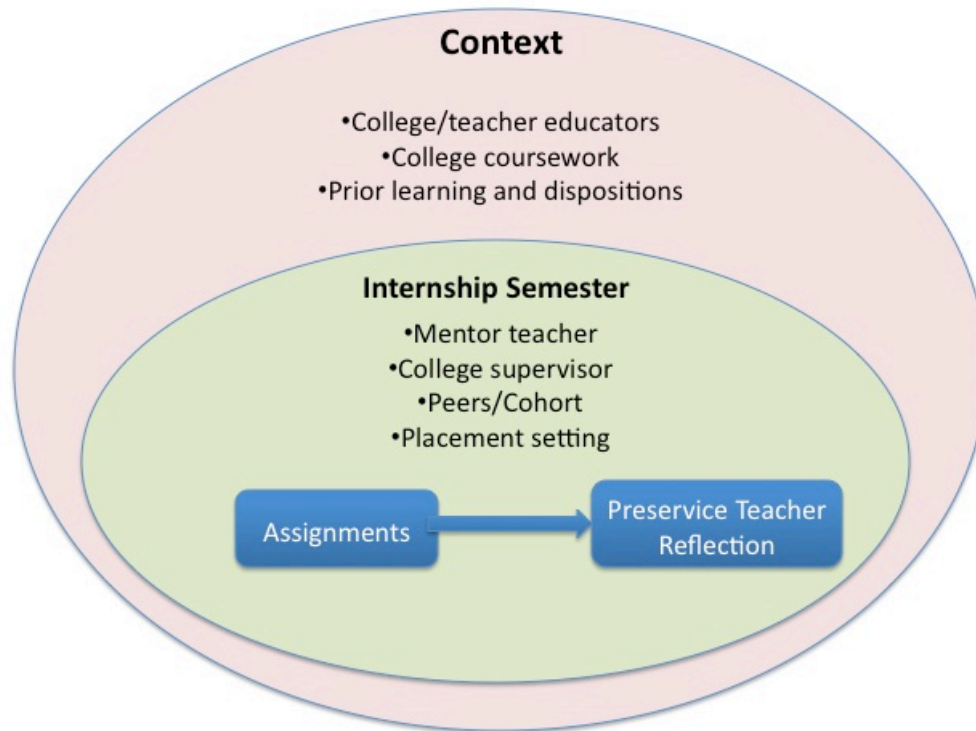 Context
•College/teacher educators
•College coursework
•Prior learning and dispositions
Internship Semester
•Mentor teacher
•College supervisor
•Peers/Cohort
•Placement setting
Assignments
Preservice Teacher
Reflection